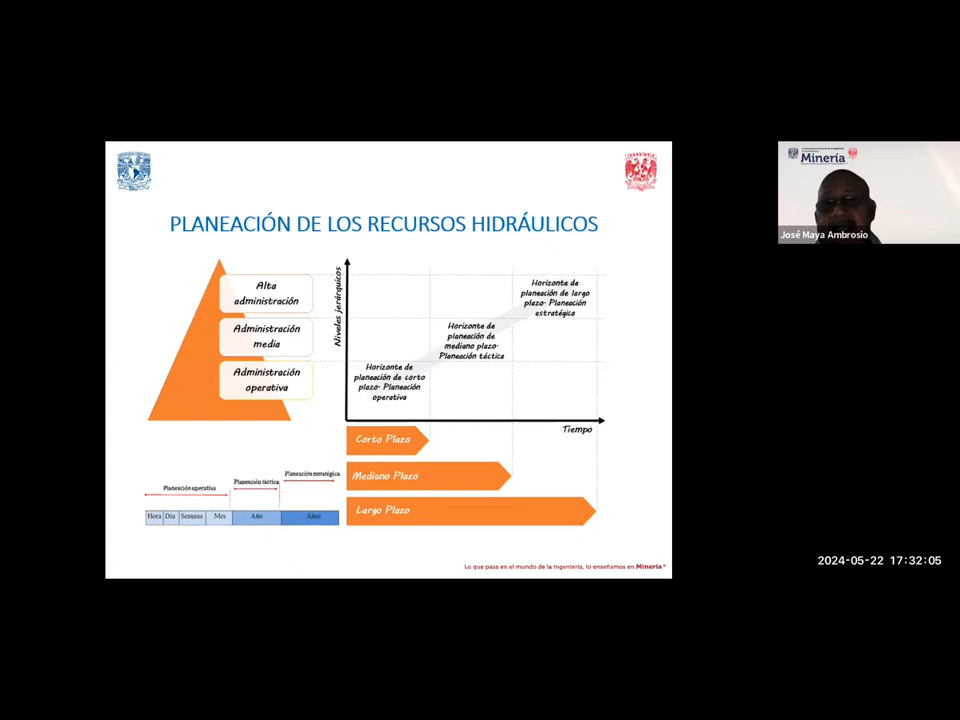 PLANEACIÓN DE LOS RECURSOS HIDRÁULICOS
Alta
administración
Administración
media
Administración
operativa
Niveles jerárquicos
Horizonte de
planeación de largo
plazo- Planeación
estratégica
Horizonte de
planeación de
mediano plazo-
Planeación táctica
Horizonte de
planeación de corto
plazo- Planeación
operativa
Tiempo
Corto Plazo
Mediano Plazo
Largo Plazo
Planeación operativa
Planeación táctica
Planeación estratégica
Hora Dia Semana Mes Año Años
Lo que pasa en el mundo de la ingeniería, lo enseñamos en Minería
Minería
José Maya Ambrosio
2024-05-22 17:32:05